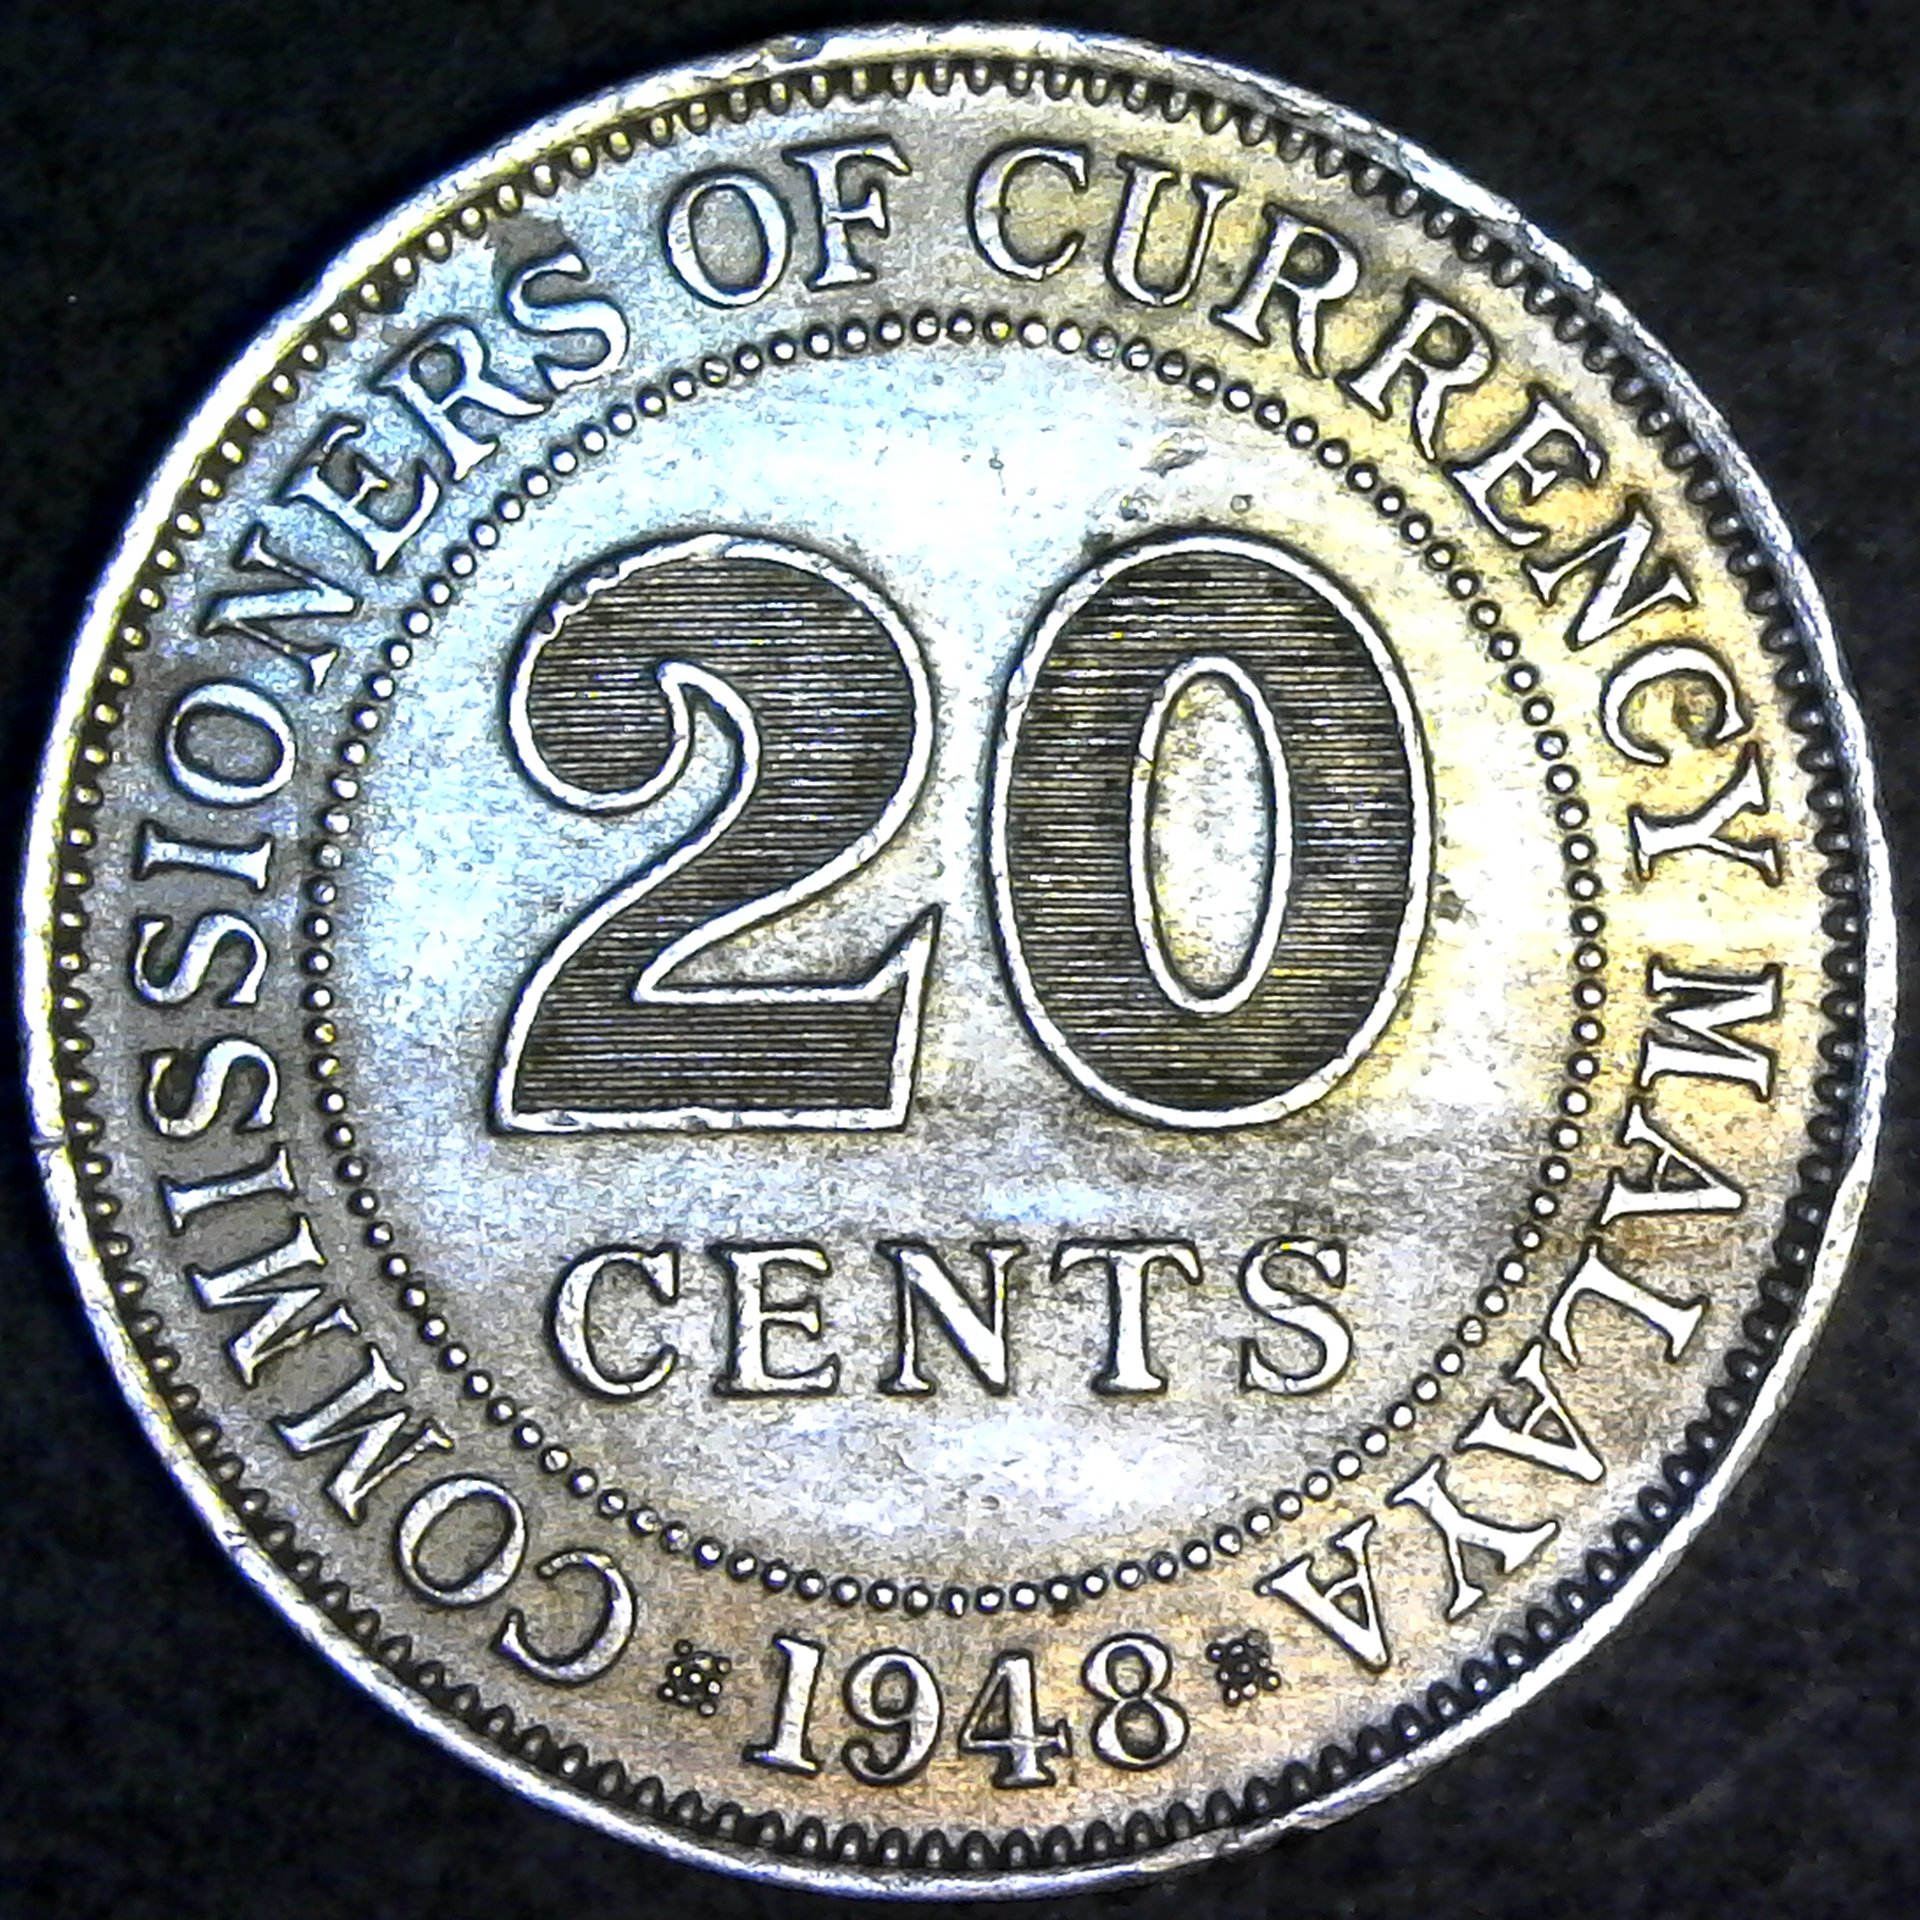 COMMISSIONERS OF CURRENCY MALAYA
20
CENTS
1948